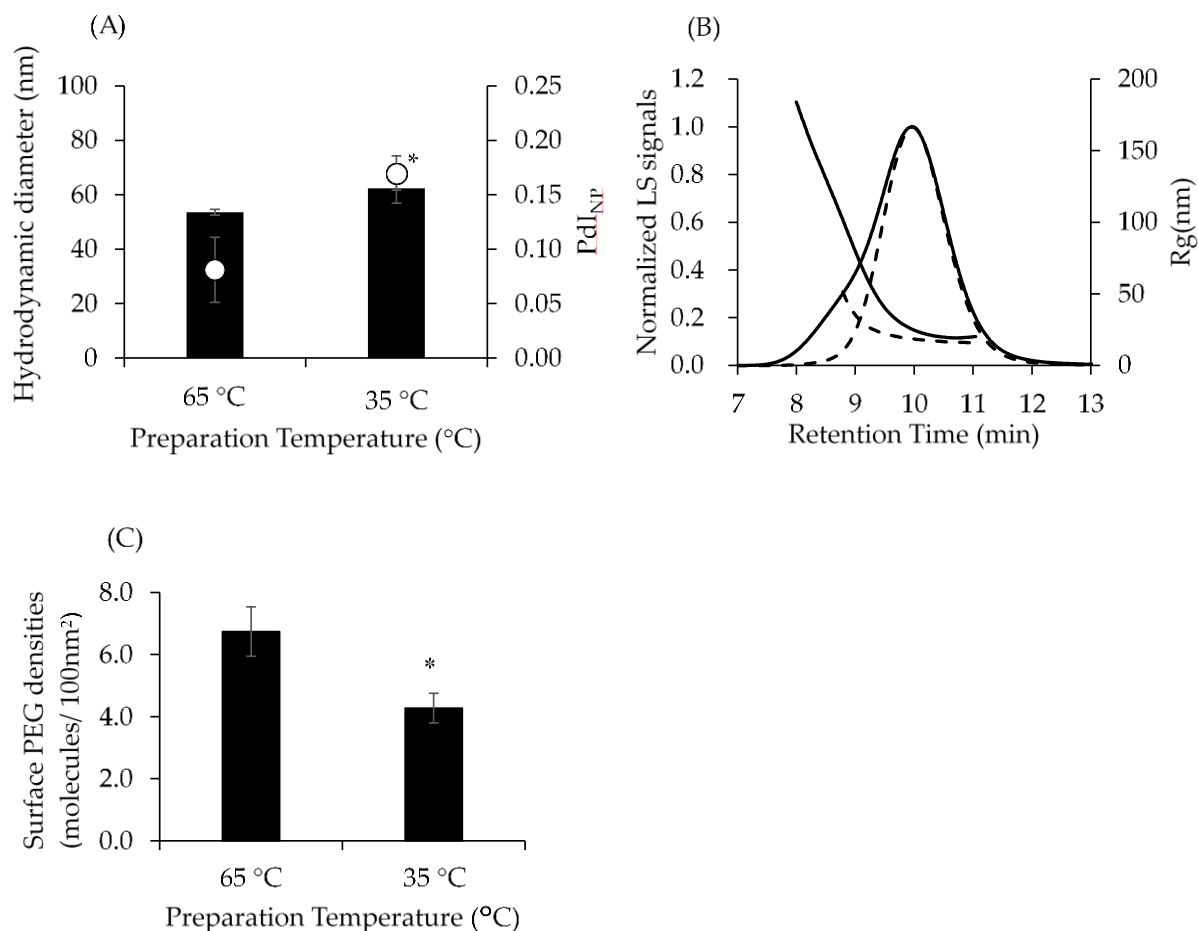 (A)
Hydrodynamic diameter (nm)
100
80
60
40
20
0
0.25
0.20
0.15
0.10
0.05
0.00
PdI_NP
*
65 °C
35 °C
Preparation Temperature (°C)
(B)
Normalized LS signals
1.2
1.0
0.8
0.6
0.4
0.2
0.0
200
150
100
50
0
Rg(nm)
7 8 9 10 11 12 13
Retention Time (min)
(C)
Surface PEG densities
(molecules/ 100nm²)
8.0
6.0
4.0
2.0
0.0
*
65 °C
35 °C
Preparation Temperature (°C)